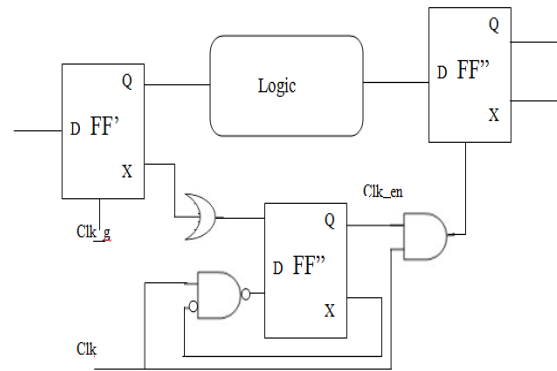 Q
D FF’
X
Clk_g
Logic
Q
D FF”
X
Clk_en
Q
D FF”
X
Clk